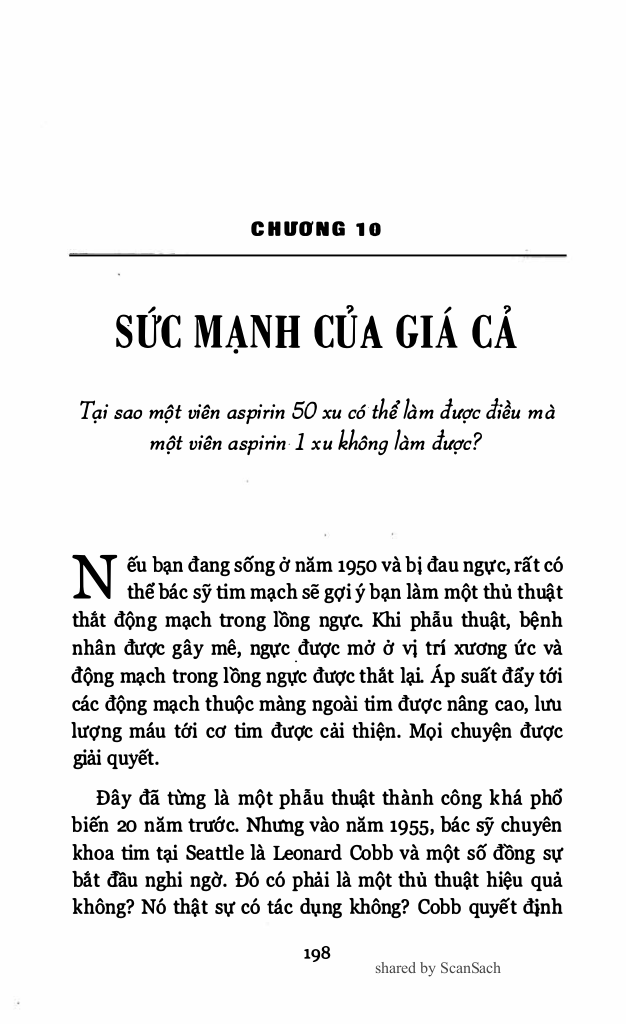 CHƯƠNG 10
SỨC MẠNH CỦA GIÁ CẢ
Tại sao một viên aspirin 50 xu có thể làm được điều mà
một viên aspirin 1 xu không làm được?
Nếu bạn đang sống ở năm 1950 và bị đau ngực, rất có
thể bác sỹ tim mạch sẽ gợi ý bạn làm một thủ thuật
thắt động mạch trong lồng ngực. Khi phẫu thuật, bệnh
nhân được gây mê, ngực được mở ở vị trí xương ức và
động mạch trong lồng ngực được thắt lại. Áp suất đẩy tới
các động mạch thuộc màng ngoài tim được nâng cao, lưu
lượng máu tới cơ tim được cải thiện. Mọi chuyện được
giải quyết.
Đây đã từng là một phẫu thuật thành công khá phổ
biến 20 năm trước. Nhưng vào năm 1955, bác sỹ chuyên
khoa tim tại Seattle là Leonard Cobb và một số đồng sự
bắt đầu nghi ngờ. Đó có phải là một thủ thuật hiệu quả
không? Nó thật sự có tác dụng không? Cobb quyết định
198
shared by ScanSach